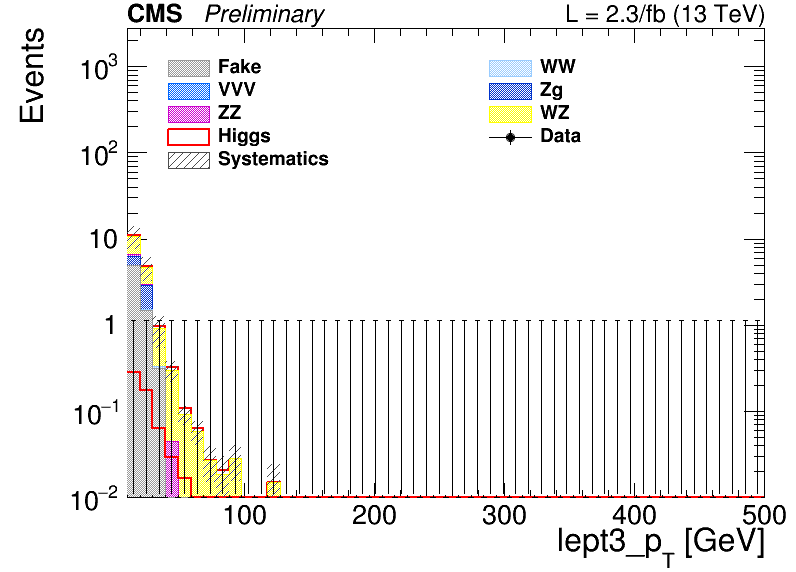 CMS Preliminary L = 2.3/fb (13 TeV)
Events
Fake WW
VVV Zg
ZZ WZ
Higgs Data
Systematics
10³
10²
10
1
10⁻¹
10⁻²
100 200 300 400 500
lept3_p_T [GeV]